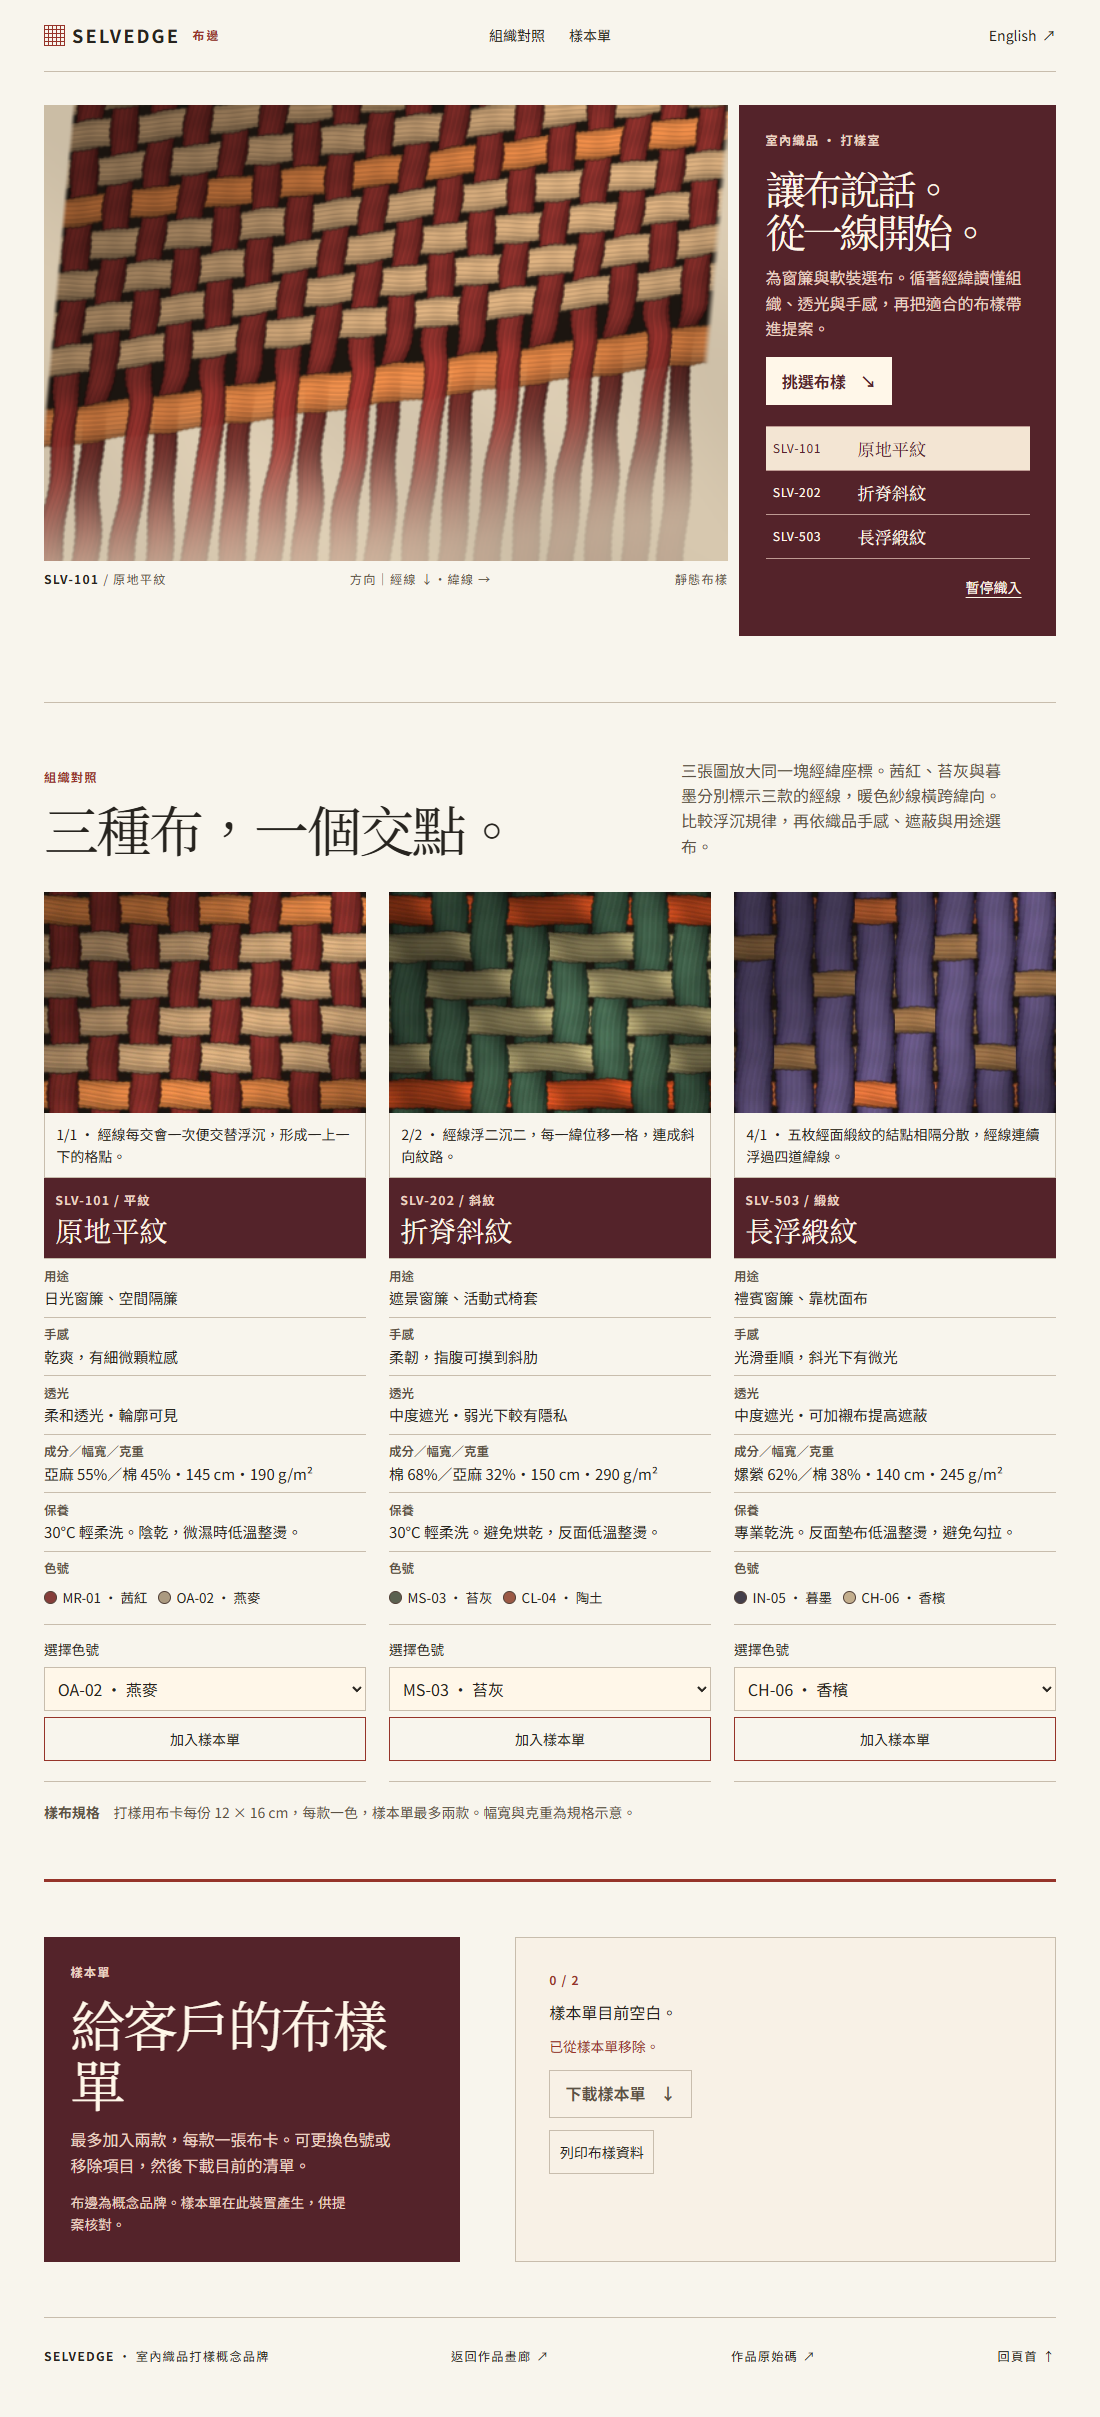 SELVEDGE 布邊
組織對照 樣本單
English ↗
室內織品 · 打樣室
讓布說話。
從一線開始。
為窗簾與軟裝選布。循著經緯讀懂組
織、透光與手感，再把適合的布樣帶
進提案。
挑選布樣 ↘
SLV-101 原地平紋
SLV-202 折脊斜紋
SLV-503 長浮緞紋
暫停織入
SLV-101 / 原地平紋
方向｜經線 ↓・緯線 →
靜態布樣
組織對照
三種布，一個交點。
三張圖放大同一塊經緯座標。茜紅、苔灰與暮
墨分別標示三款的經線，暖色紗線橫跨緯向。
比較浮沉規律，再依織品手感、遮蔽與用途選
布。
1/1 · 經線每交會一次便交替浮沉，形成一上一
下的格點。
SLV-101 / 平紋
原地平紋
用途
日光窗簾、空間隔簾
手感
乾爽，有細微顆粒感
透光
柔和透光・輪廓可見
成分／幅寬／克重
亞麻 55%／棉 45%・145 cm・190 g/m²
保養
30°C 輕柔洗。陰乾，微濕時低溫整燙。
色號
MR-01 · 茜紅 OA-02 · 燕麥
選擇色號
OA-02 · 燕麥
加入樣本單
2/2 · 經線浮二沉二，每一緯位移一格，連成斜
向紋路。
SLV-202 / 斜紋
折脊斜紋
用途
遮景窗簾、活動式椅套
手感
柔韌，指腹可摸到斜肋
透光
中度遮光・弱光下較有隱私
成分／幅寬／克重
棉 68%／亞麻 32%・150 cm・290 g/m²
保養
30°C 輕柔洗。避免烘乾，反面低溫整燙。
色號
MS-03 · 苔灰 CL-04 · 陶土
選擇色號
MS-03 · 苔灰
加入樣本單
4/1 · 五枚經面緞紋的結點相隔分散，經線連續
浮過四道緯線。
SLV-503 / 緞紋
長浮緞紋
用途
禮賓窗簾、靠枕面布
手感
光滑垂順，斜光下有微光
透光
中度遮光・可加襯布提高遮蔽
成分／幅寬／克重
嫘縈 62%／棉 38%・140 cm・245 g/m²
保養
專業乾洗。反面墊布低溫整燙，避免勾拉。
色號
IN-05 · 暮墨 CH-06 · 香檳
選擇色號
CH-06 · 香檳
加入樣本單
樣布規格 打樣用布卡每份 12 × 16 cm，每款一色，樣本單最多兩款。幅寬與克重為規格示意。
樣本單
給客戶的布樣
單
最多加入兩款，每款一張布卡。可更換色號或
移除項目，然後下載目前的清單。
布邊為概念品牌。樣本單在此裝置產生，供提
案核對。
0 / 2
樣本單目前空白。
已從樣本單移除。
下載樣本單 ↓
列印布樣資料
SELVEDGE · 室內織品打樣概念品牌
返回作品畫廊 ↗
作品原始碼 ↗
回頁首 ↑